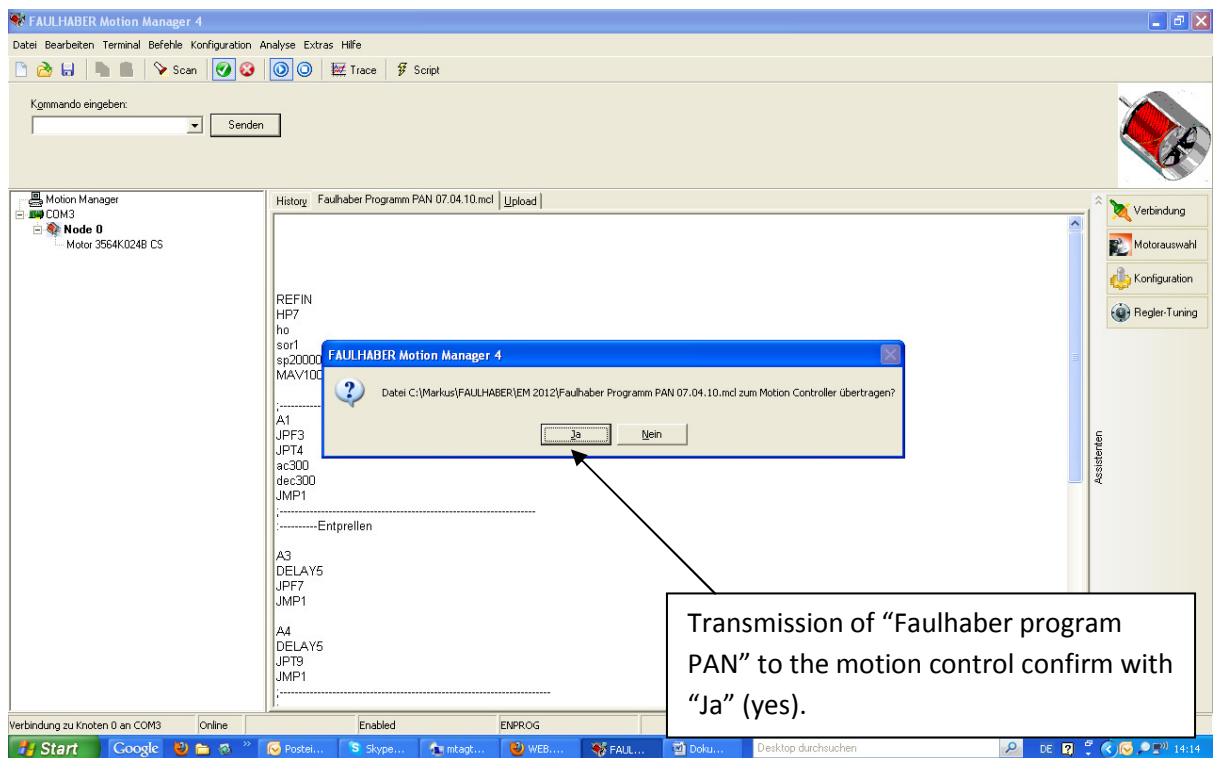 FAULHABER Motion Manager 4
Datei Bearbeiten Terminal Befehle Konfiguration Analyse Extras Hilfe
Scan Trace Script
Kommando eingeben:
Senden
Motion Manager
COM3
Node 0
Motor 3564K024B CS
History Faulhaber Programm PAN 07.04.10.mcl Upload
REFIN
HP7
ho
sor1
sp20000
MAV100
;----------
A1
JPF3
JPT4
ac300
dec300
JMP1
;--------------------------------------------------------------------
;----------Entprellen
A3
DELAY5
JPF7
JMP1
A4
DELAY5
JPT9
JMP1
;------------------------------------------------------------------------
FAULHABER Motion Manager 4
Datei C:\Markus\FAULHABER\EM 2012\Faulhaber Programm PAN 07.04.10.mcl zum Motion Controller übertragen?
Ja Nein
Verbindung
Motorauswahl
Konfiguration
Regler-Tuning
Assistenten
Transmission of “Faulhaber program
PAN” to the motion control confirm with
“Ja” (yes).
Verbindung zu Knoten 0 an COM3 Online Enabled ENPROG
Start Google Postei... Skype... mtagt... WEB.... FAUL... Doku... Desktop durchsuchen DE 14:14